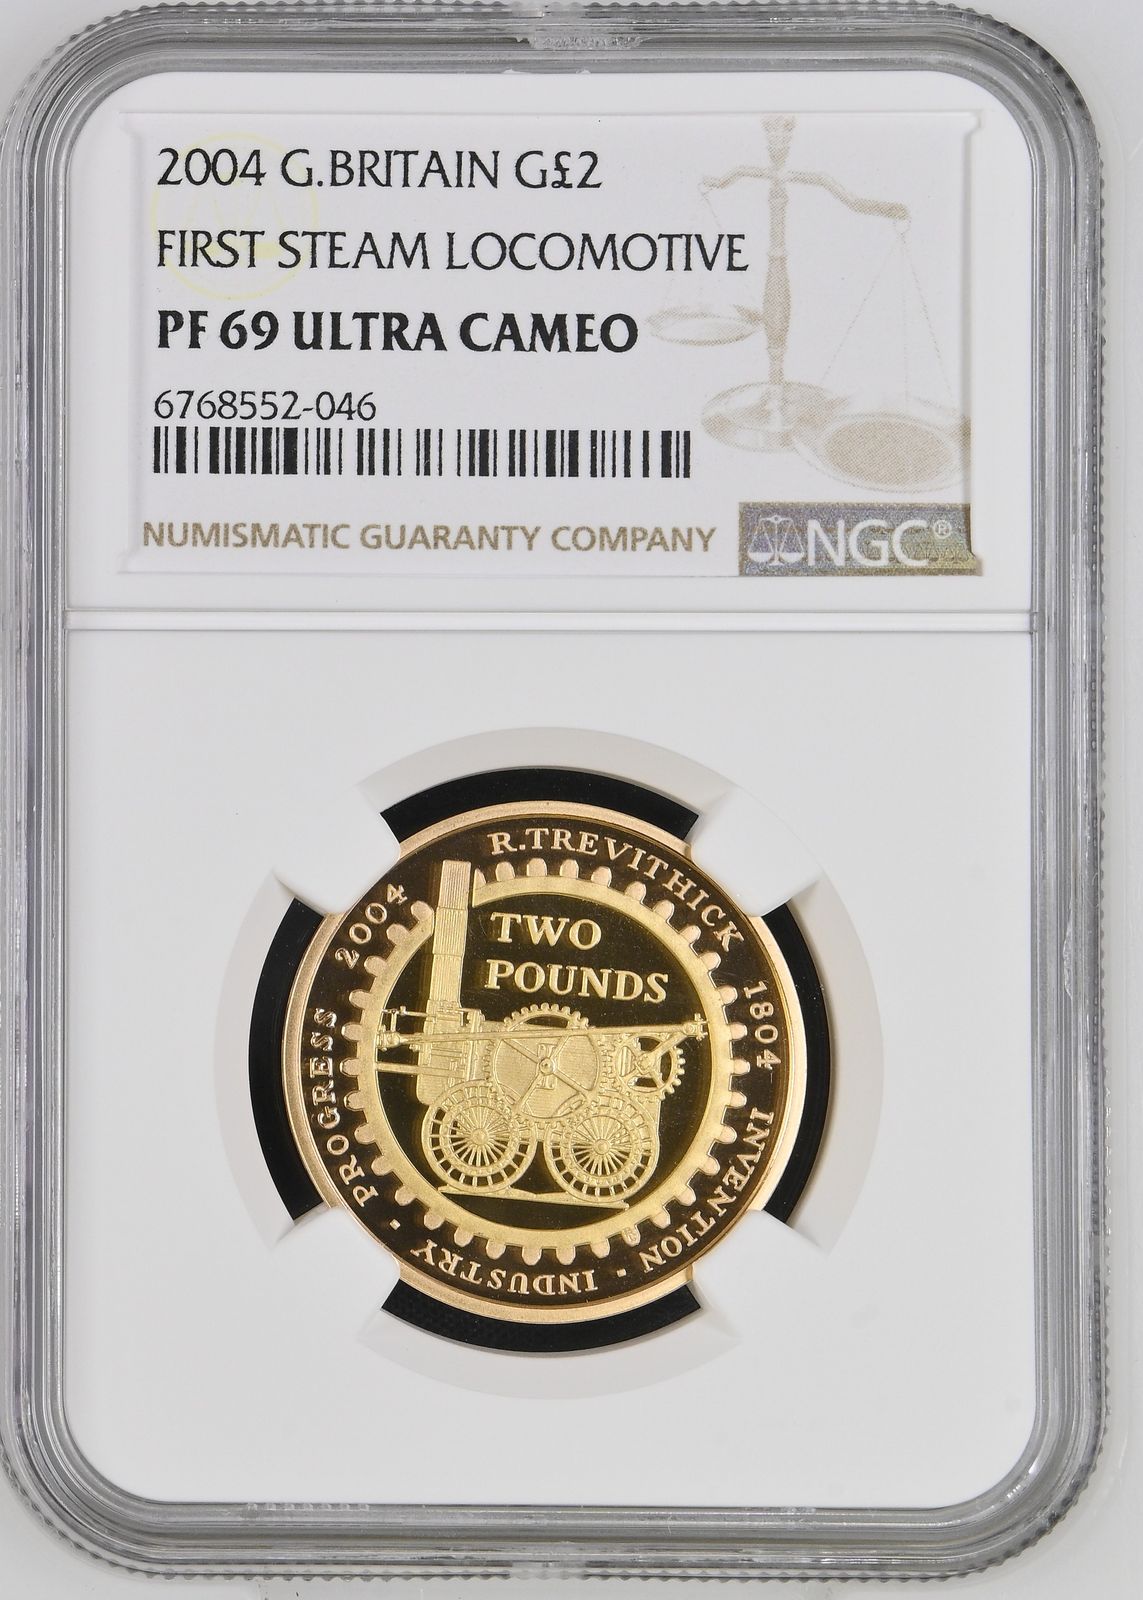 2004 G.BRITAIN G£2
FIRST STEAM LOCOMOTIVE
PF 69 ULTRA CAMEO
6768552-046
NUMISMATIC GUARANTY COMPANY
NGC®
R.TREVITHICK 1804 INVENTION · INDUSTRY · PROGRESS 2004
TWO
POUNDS